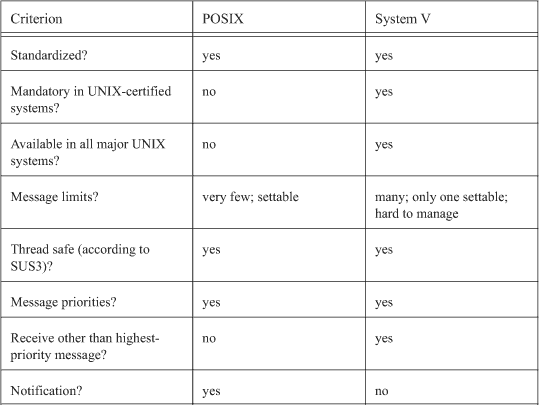 Criterion POSIX System V
Standardized? yes yes
Mandatory in UNIX-certified no yes
systems?
Available in all major UNIX no yes
systems?
Message limits? very few; settable many; only one settable;
hard to manage
Thread safe (according to yes yes
SUS3)?
Message priorities? yes yes
Receive other than highest- no yes
priority message?
Notification? yes no